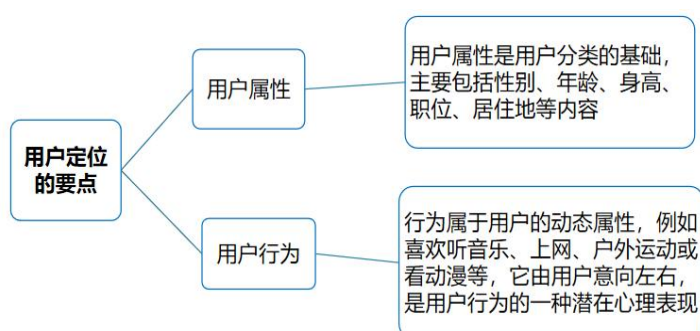 用户定位
的要点
用户属性
用户属性是用户分类的基础，
主要包括性别、年龄、身高、
职位、居住地等内容
用户行为
行为属于用户的动态属性，例如
喜欢听音乐、上网、户外运动或
看动漫等，它由用户意向左右，
是用户行为的一种潜在心理表现